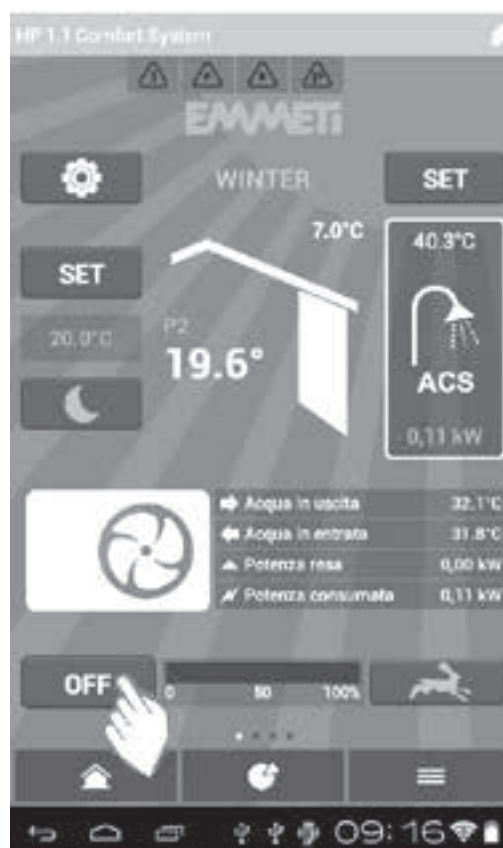 HP 1.1 Comfort System
EMMETI
WINTER
SET
7.0°C
40.3°C
SET
20.0°C
P2
19.6°
ACS
0,11 kW
Acqua in uscita 32.1°C
Acqua in entrata 31.8°C
Potenza resa 0,00 kW
Potenza consumata 0,11 kW
OFF
0 50 100%
09:16